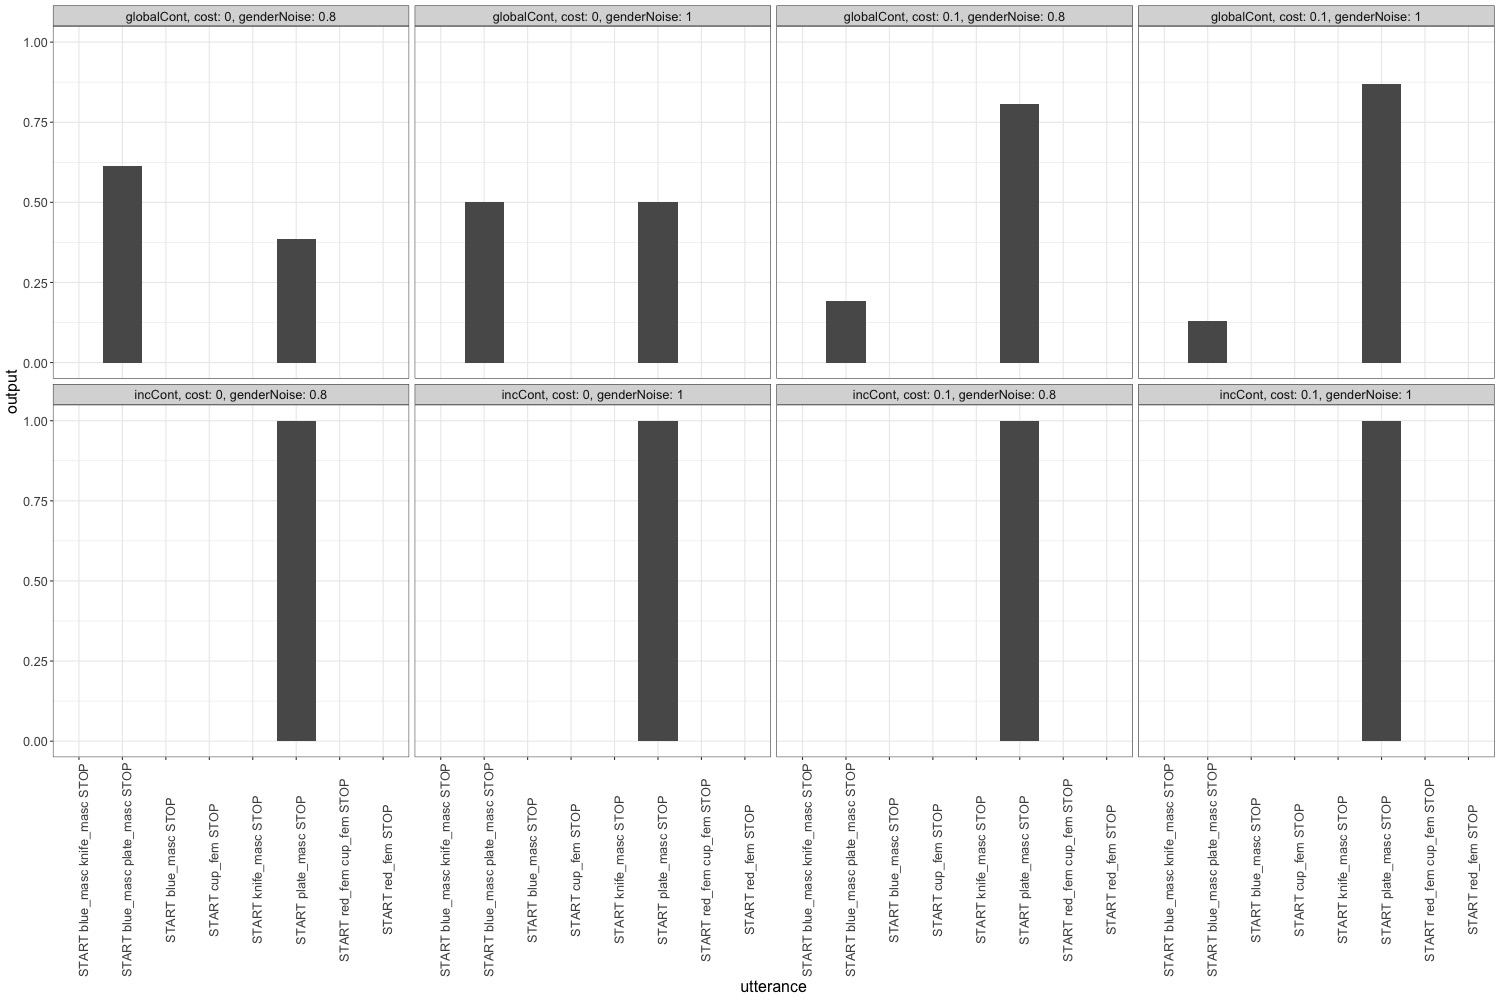 globalCont, cost: 0, genderNoise: 0.8
globalCont, cost: 0, genderNoise: 1
globalCont, cost: 0.1, genderNoise: 0.8
globalCont, cost: 0.1, genderNoise: 1
1.00
0.75
0.50
0.25
0.00
output
incCont, cost: 0, genderNoise: 0.8
incCont, cost: 0, genderNoise: 1
incCont, cost: 0.1, genderNoise: 0.8
incCont, cost: 0.1, genderNoise: 1
1.00
0.75
0.50
0.25
0.00
START blue_masc knife_masc STOP
START blue_masc plate_masc STOP
START blue_masc STOP
START cup_fem STOP
START knife_masc STOP
START plate_masc STOP
START red_fem cup_fem STOP
START red_fem STOP
START blue_masc knife_masc STOP
START blue_masc plate_masc STOP
START blue_masc STOP
START cup_fem STOP
START knife_masc STOP
START plate_masc STOP
START red_fem cup_fem STOP
START red_fem STOP
START blue_masc knife_masc STOP
START blue_masc plate_masc STOP
START blue_masc STOP
START cup_fem STOP
START knife_masc STOP
START plate_masc STOP
START red_fem cup_fem STOP
START red_fem STOP
START blue_masc knife_masc STOP
START blue_masc plate_masc STOP
START blue_masc STOP
START cup_fem STOP
START knife_masc STOP
START plate_masc STOP
START red_fem cup_fem STOP
START red_fem STOP
utterance